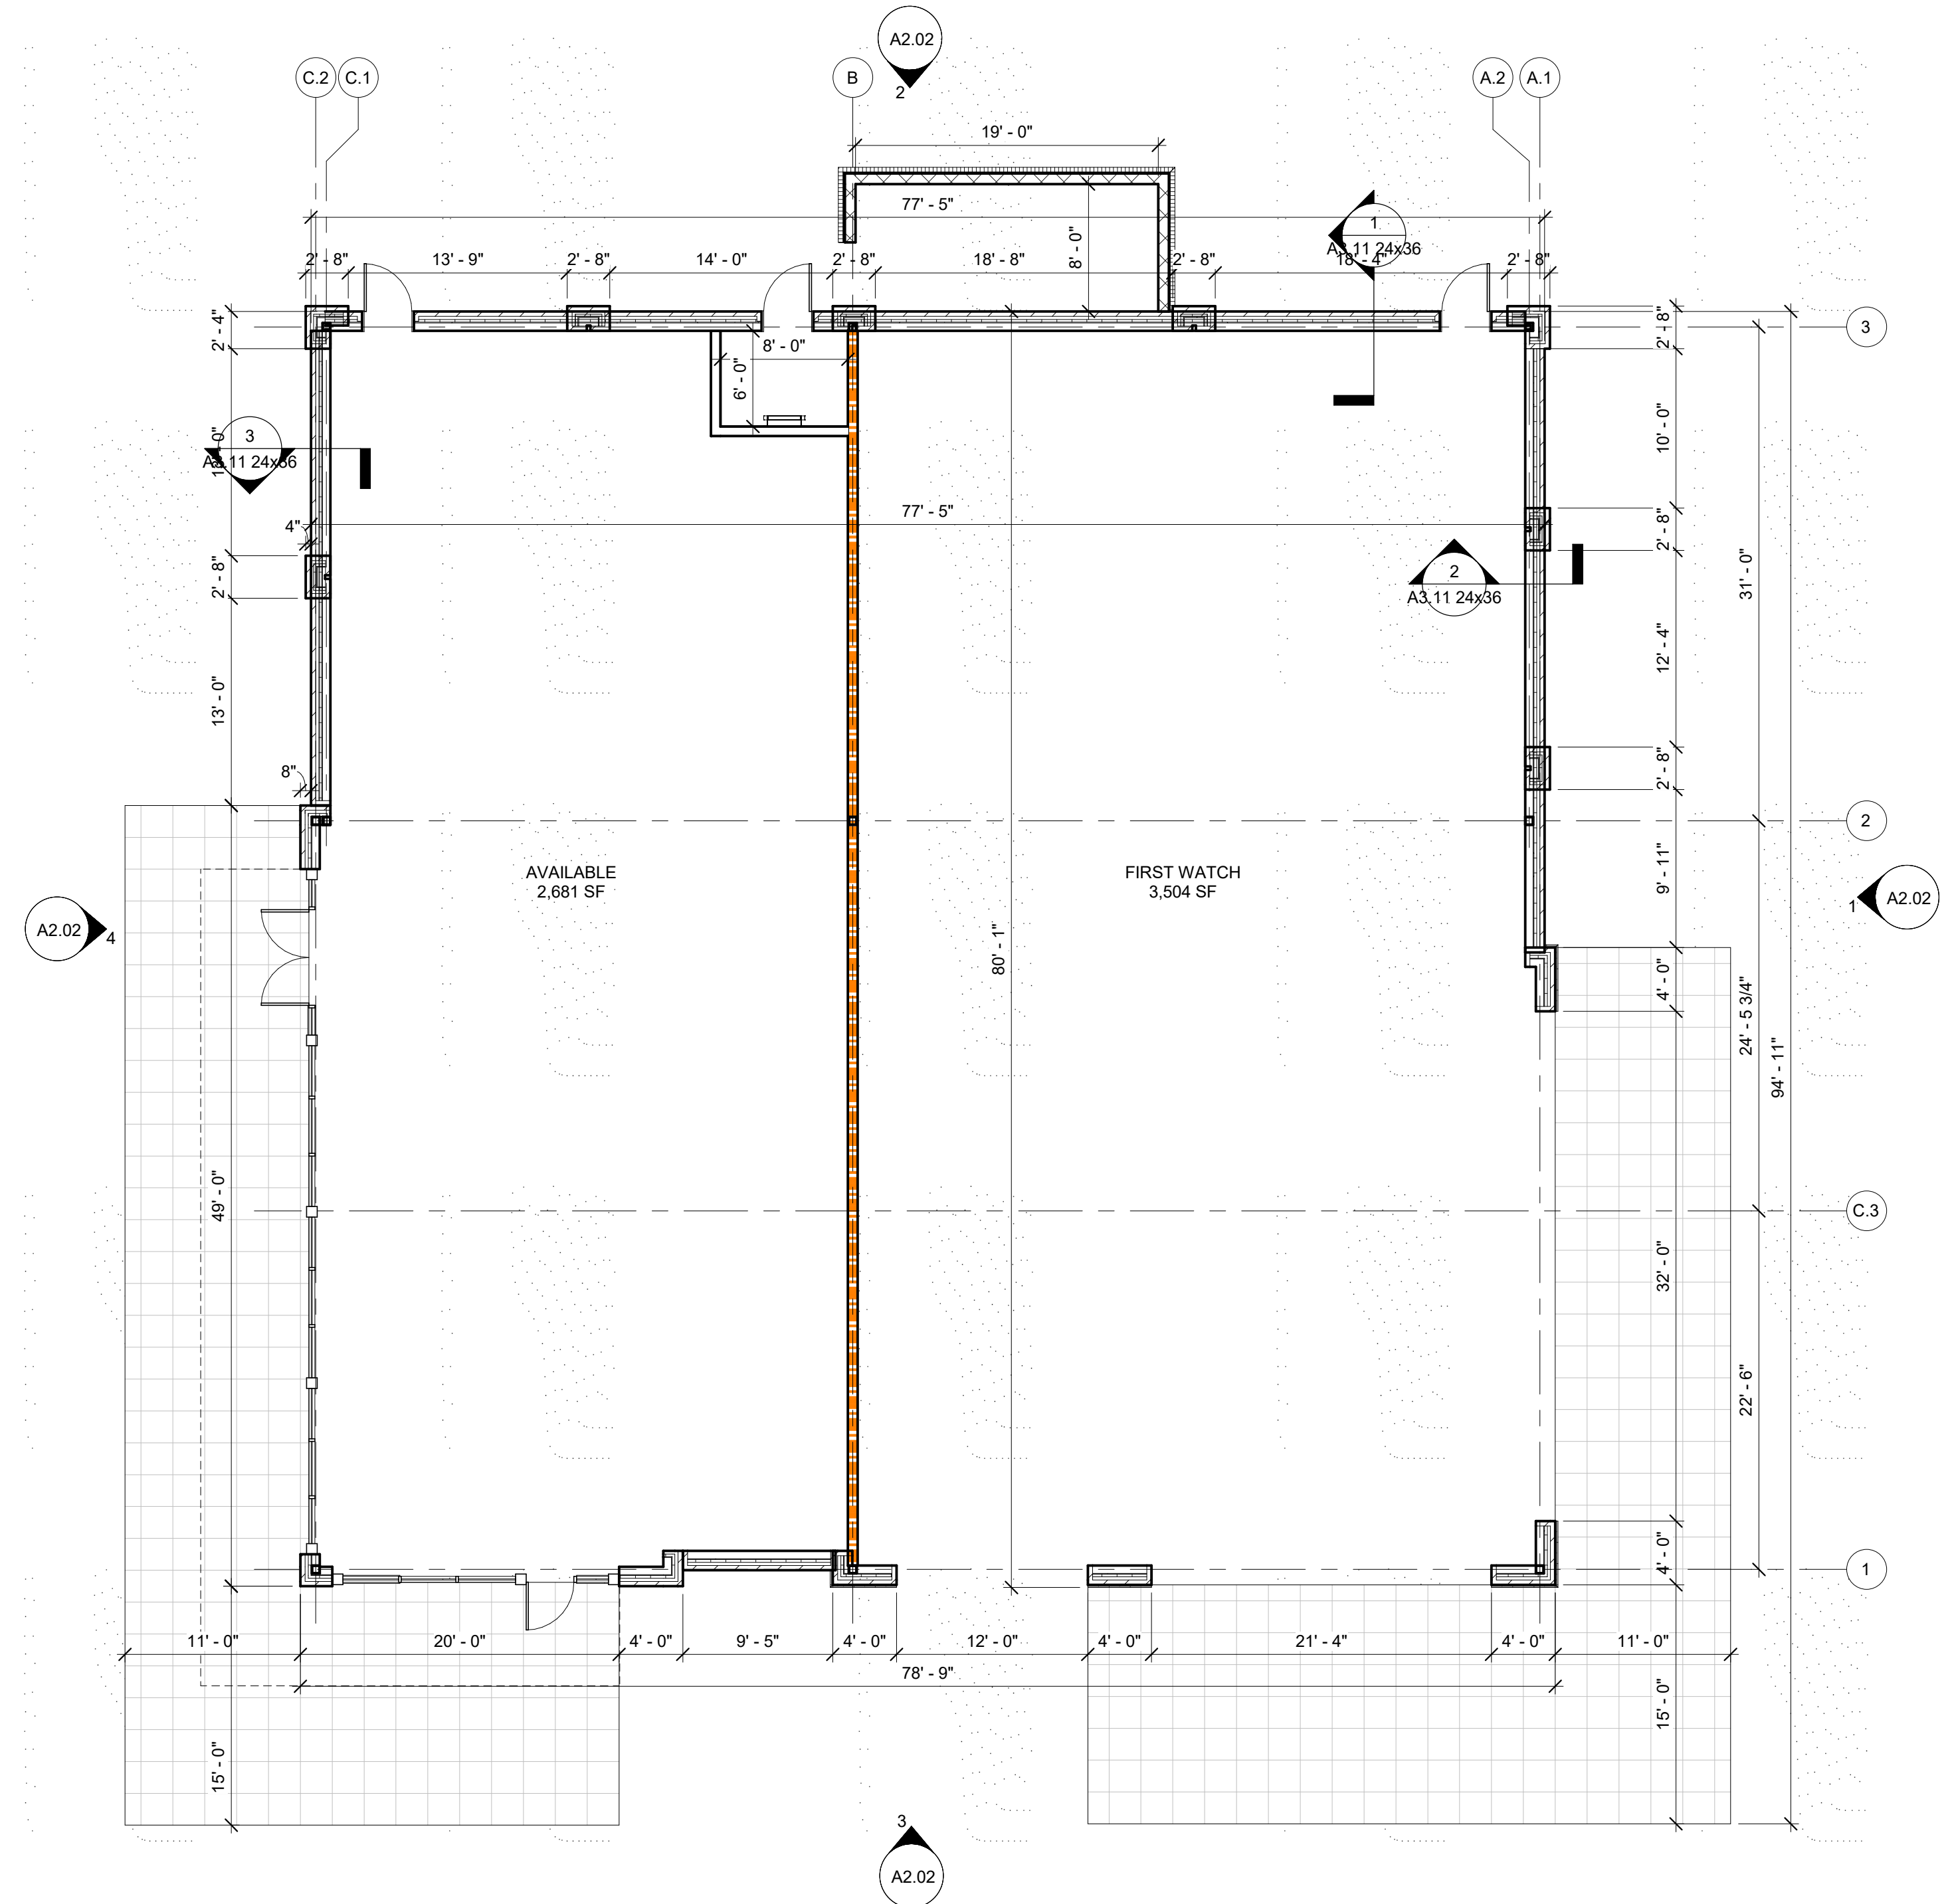 A2.02
2
C.2
C.1
B
A.2
A.1
19' - 0"
77' - 5"
1
A3.11 24x36
8' - 0"
2' - 8"
13' - 9"
2' - 8"
14' - 0"
2' - 8"
18' - 8"
2' - 8"
18' - 4"
2' - 8"
2' - 4"
8' - 0"
6' - 0"
2' - 8"
3
3
A3.11 24x36
10' - 0"
4"
77' - 5"
2' - 8"
2' - 8"
2
A3.11 24x36
31' - 0"
12' - 4"
13' - 0"
8"
2' - 8"
2
AVAILABLE
2,681 SF
FIRST WATCH
3,504 SF
9' - 11"
A2.02
4
1
A2.02
80' - 1"
4' - 0"
24' - 5 3/4"
94' - 11"
49' - 0"
C.3
32' - 0"
22' - 6"
4' - 0"
1
11' - 0"
20' - 0"
4' - 0"
9' - 5"
4' - 0"
12' - 0"
4' - 0"
21' - 4"
4' - 0"
11' - 0"
78' - 9"
15' - 0"
15' - 0"
3
A2.02